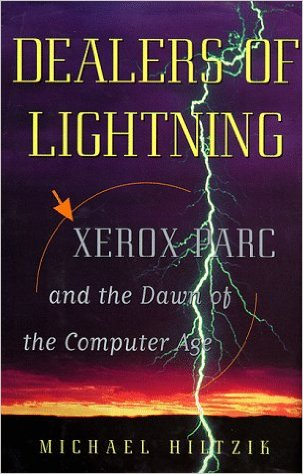 DEALERS OF
LIGHTNING
XEROX PARC
and the Dawn of
the Computer Age
MICHAEL HILTZIK